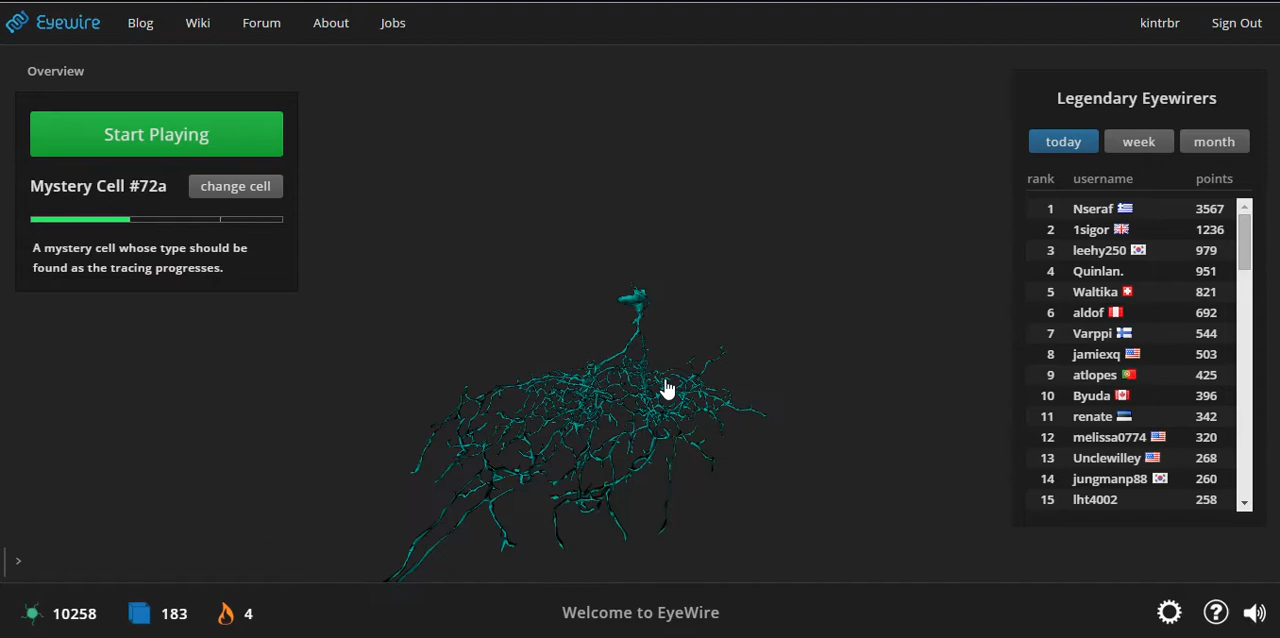 Eyewire Blog Wiki Forum About Jobs kintrbr Sign Out
Overview
Start Playing
Mystery Cell #72a change cell
A mystery cell whose type should be
found as the tracing progresses.
Legendary Eyewirers
today week month
rank username points
1 Nseraf 3567
2 1sigor 1236
3 leehy250 979
4 Quinlan. 951
5 Waltika 821
6 aldof 692
7 Varppi 544
8 jamiexq 503
9 atlopes 425
10 Byuda 396
11 renate 342
12 melissa0774 320
13 Unclewilley 268
14 jungmanp88 260
15 lht4002 258
>
10258 183 4 Welcome to EyeWire ?